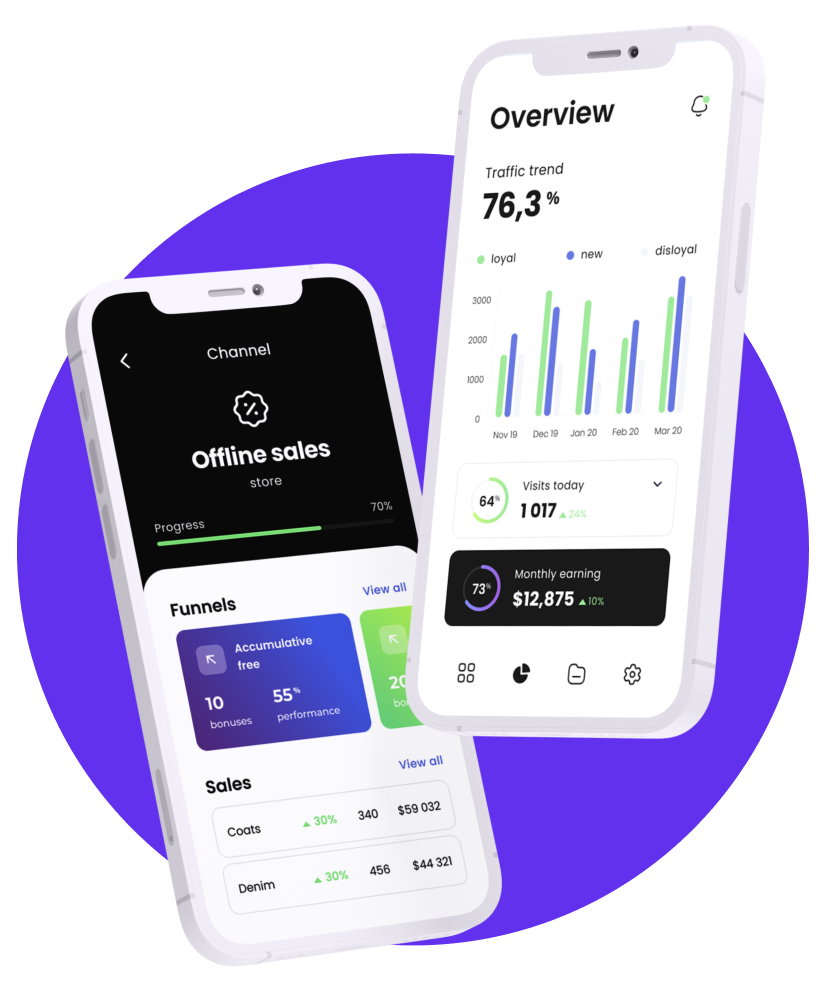 Overview
Traffic trend
76,3 %
loyal new disloyal
3000
2000
1000
0
Nov 19 Dec 19 Jan 20 Feb 20 Mar 20
64%
Visits today
1 017 24%
73%
Monthly earning
$12,875 10%
Channel
Offline sales
store
Progress 70%
Funnels View all
Accumulative
free
10 55% 
bonuses performance
20
Sales View all
Coats 30% 340 $59 032
Denim 30% 456 $44 321